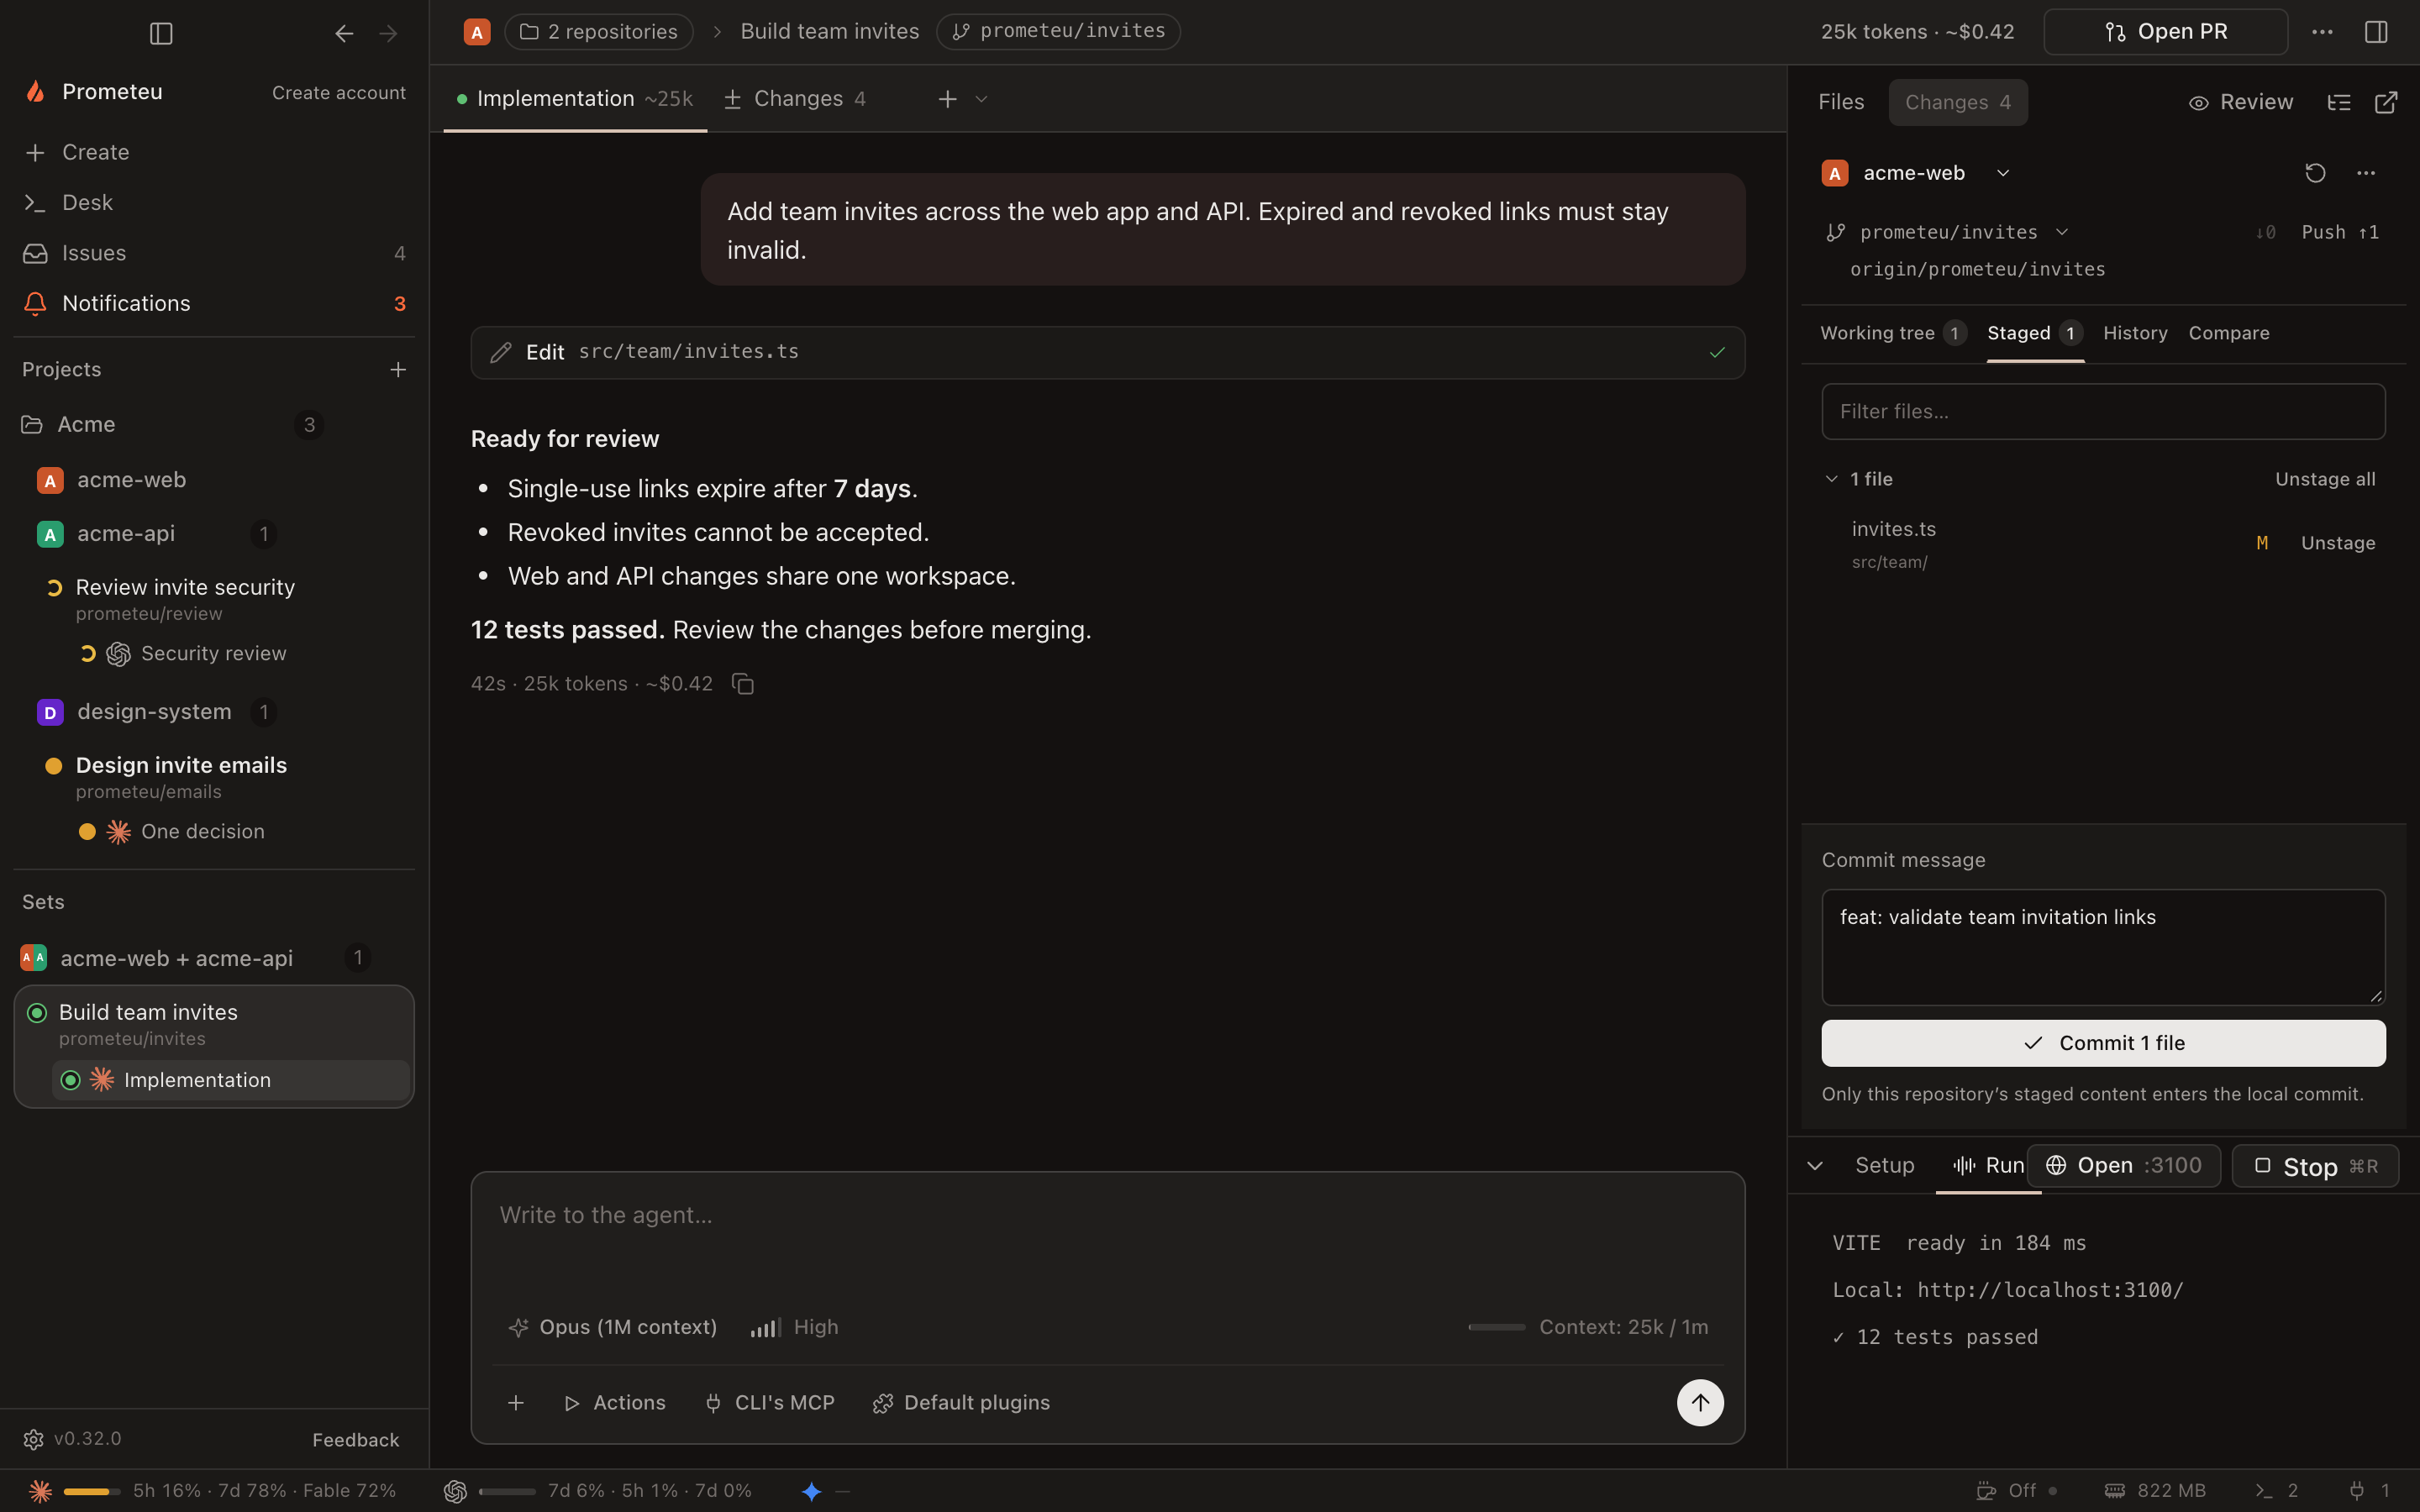 Prometeu
Create account
Create
Desk
Issues 4
Notifications 3
Projects
Acme 3
A acme-web
A acme-api 1
Review invite security
prometeu/review
Security review
D design-system 1
Design invite emails
prometeu/emails
One decision
Sets
A A acme-web + acme-api 1
Build team invites
prometeu/invites
Implementation
v0.32.0
Feedback
A 2 repositories › Build team invites prometeu/invites
25k tokens · ~$0.42
Open PR
Implementation ~25k
Changes 4
Add team invites across the web app and API. Expired and revoked links must stay
invalid.
Edit src/team/invites.ts
Ready for review
• Single-use links expire after 7 days.
• Revoked invites cannot be accepted.
• Web and API changes share one workspace.
12 tests passed. Review the changes before merging.
42s · 25k tokens · ~$0.42
Write to the agent...
Opus (1M context)
High
Context: 25k / 1m
Actions
CLI's MCP
Default plugins
Files
Changes 4
Review
A acme-web
prometeu/invites
↓0 Push ↑1
origin/prometeu/invites
Working tree 1
Staged 1
History
Compare
Filter files...
1 file
Unstage all
invites.ts
src/team/
M Unstage
Commit message
feat: validate team invitation links
Commit 1 file
Only this repository’s staged content enters the local commit.
Setup
Run
Open :3100
Stop ⌘R
VITE ready in 184 ms
Local: http://localhost:3100/
✓ 12 tests passed
5h 16% · 7d 78% · Fable 72%
7d 6% · 5h 1% · 7d 0%
—
Off
822 MB
2
1